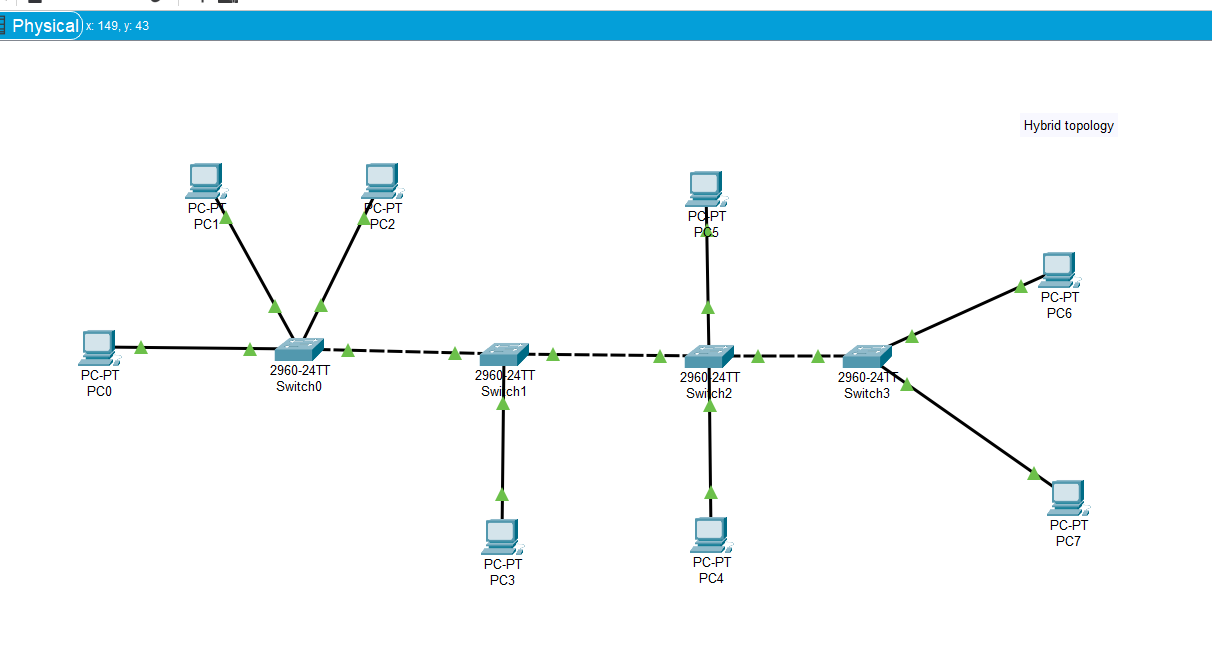 Physical x: 149, y: 43
Hybrid topology
PC-PT
PC1
PC-PT
PC2
PC-PT
PC5
PC-PT
PC6
PC-PT
PC0
2960-24TT
Switch0
2960-24TT
Switch1
2960-24TT
Switch2
2960-24TT
Switch3
PC-PT
PC3
PC-PT
PC4
PC-PT
PC7